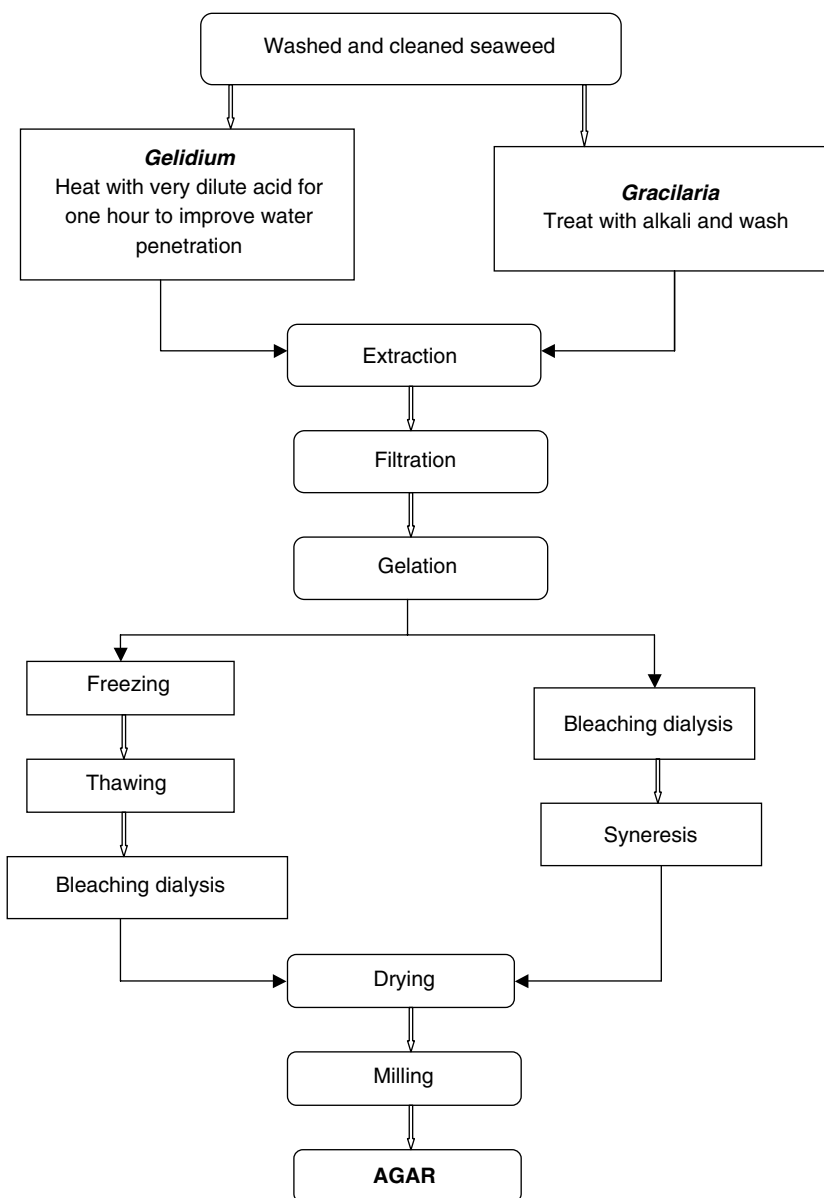 Washed and cleaned seaweed
Gelidium
Heat with very dilute acid for
one hour to improve water
penetration
Gracilaria
Treat with alkali and wash
Extraction
Filtration
Gelation
Freezing
Thawing
Bleaching dialysis
Bleaching dialysis
Syneresis
Drying
Milling
AGAR